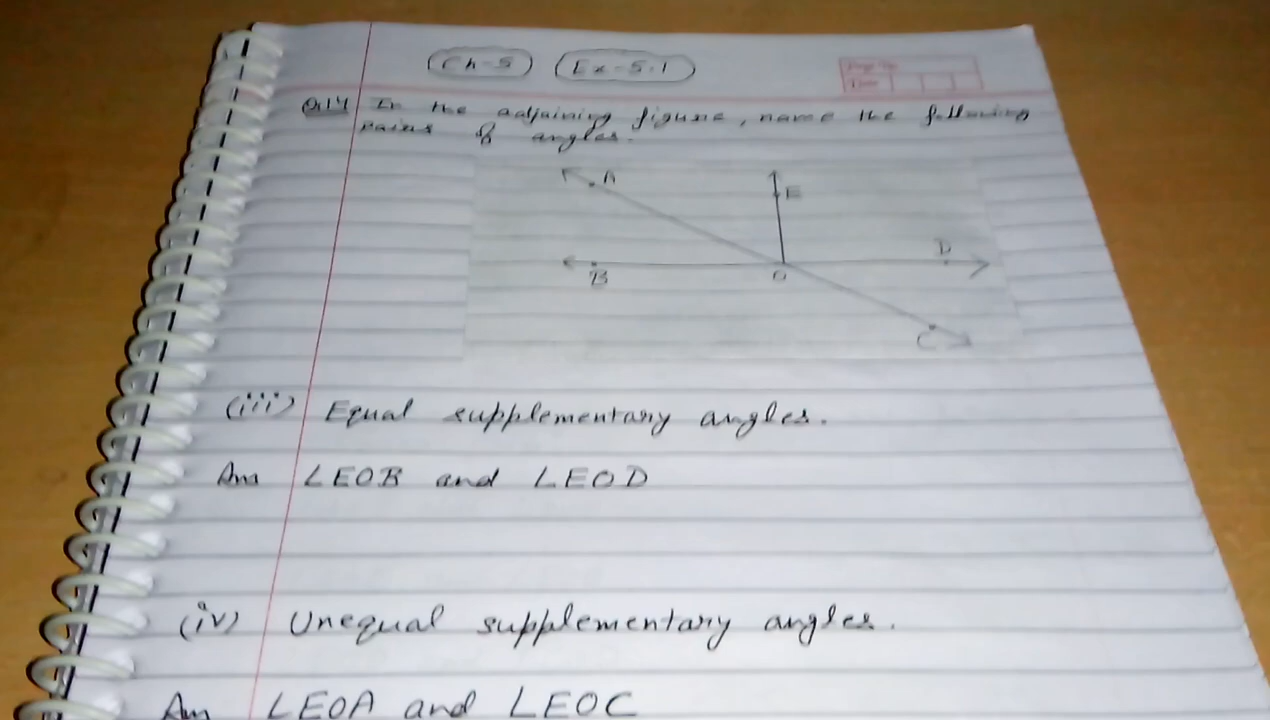 Ch-5 Ex-5.1
Q.14 In the adjoining figure, name the following
pairs of angles.
A
E
B
O
D
C
(iii) Equal supplementary angles.
Ans ∠EOB and ∠EOD
(iv) Unequal supplementary angles.
Ans ∠EOA and ∠EOC